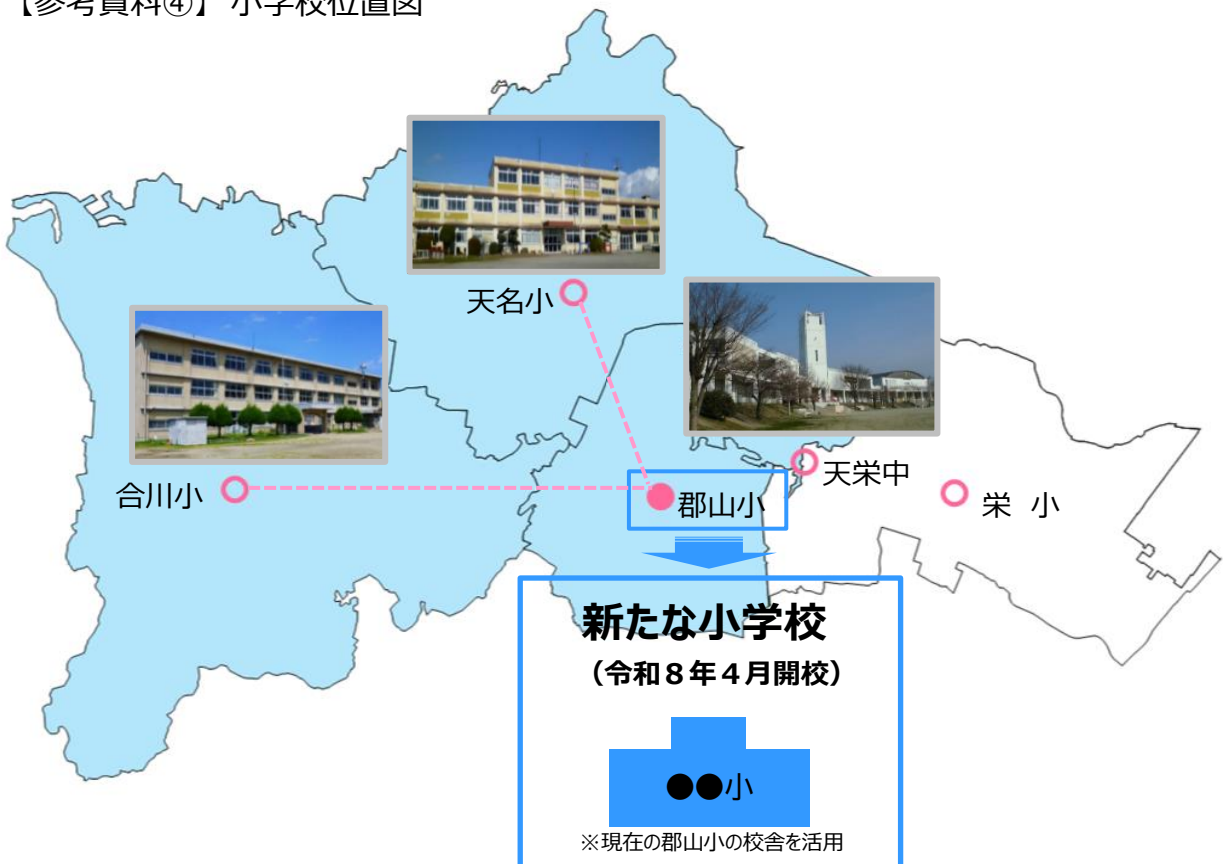 【参考資料④】小学校位置図
天名小
合川小
郡山小
天栄中
栄 小
新たな小学校
（令和８年４月開校）
●●小
※現在の郡山小の校舎を活用